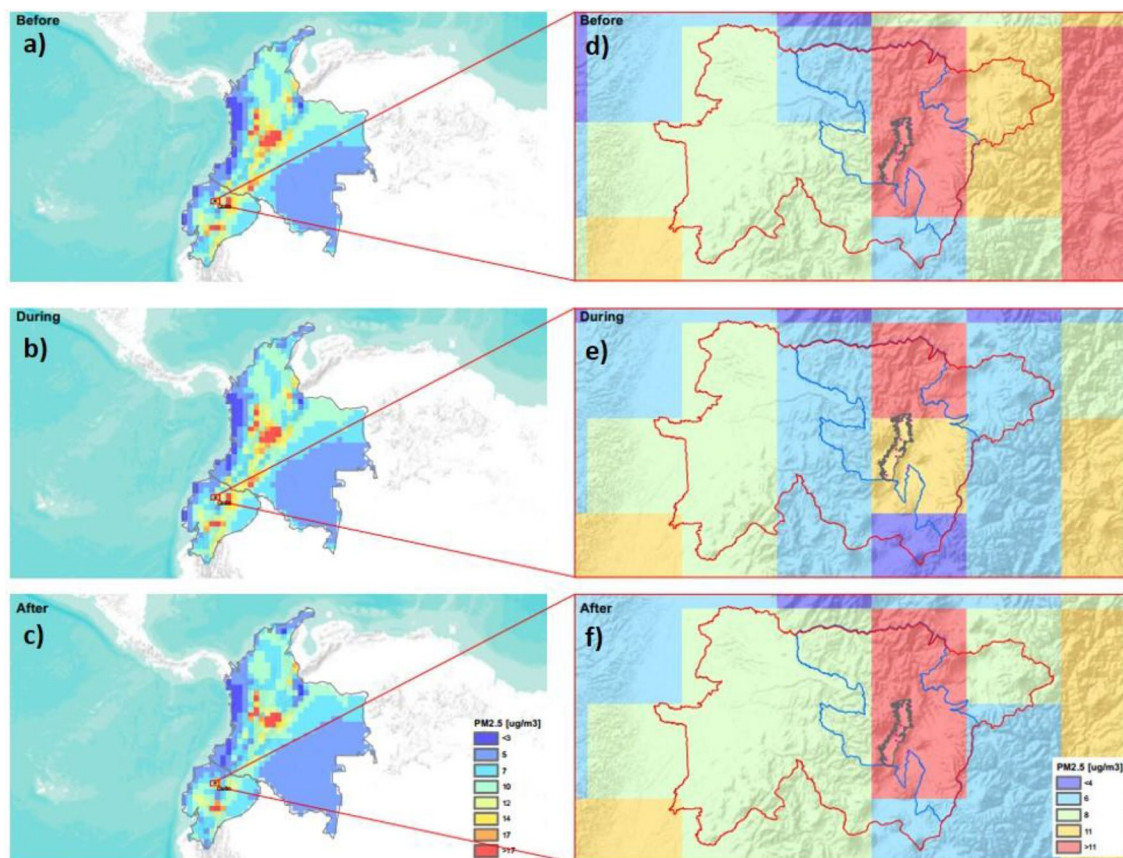 Before
a)
Before
d)
During
b)
During
e)
After
c)
PM2.5 [ug/m3]
<3
5
7
10
12
14
17
>17
After
f)
PM2.5 [ug/m3]
<4
6
8
11
>11